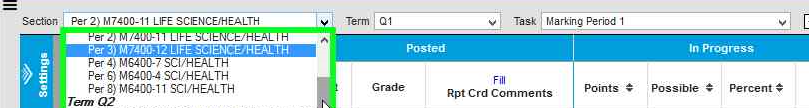 Section Per 2) M7400-11 LIFE SCIENCE/HEALTH Term Q1 Task Marking Period 1
Per 2) M7400-11 LIFE SCIENCE/HEALTH
Per 3) M7400-12 LIFE SCIENCE/HEALTH
Per 4) M6400-7 SCI/HEALTH
Per 6) M6400-4 SCI/HEALTH
Per 8) M6400-11 SCI/HEALTH
Term Q2
Settings
Posted In Progress
Grade Fill Points Possible Percent
Rpt Crd Comments